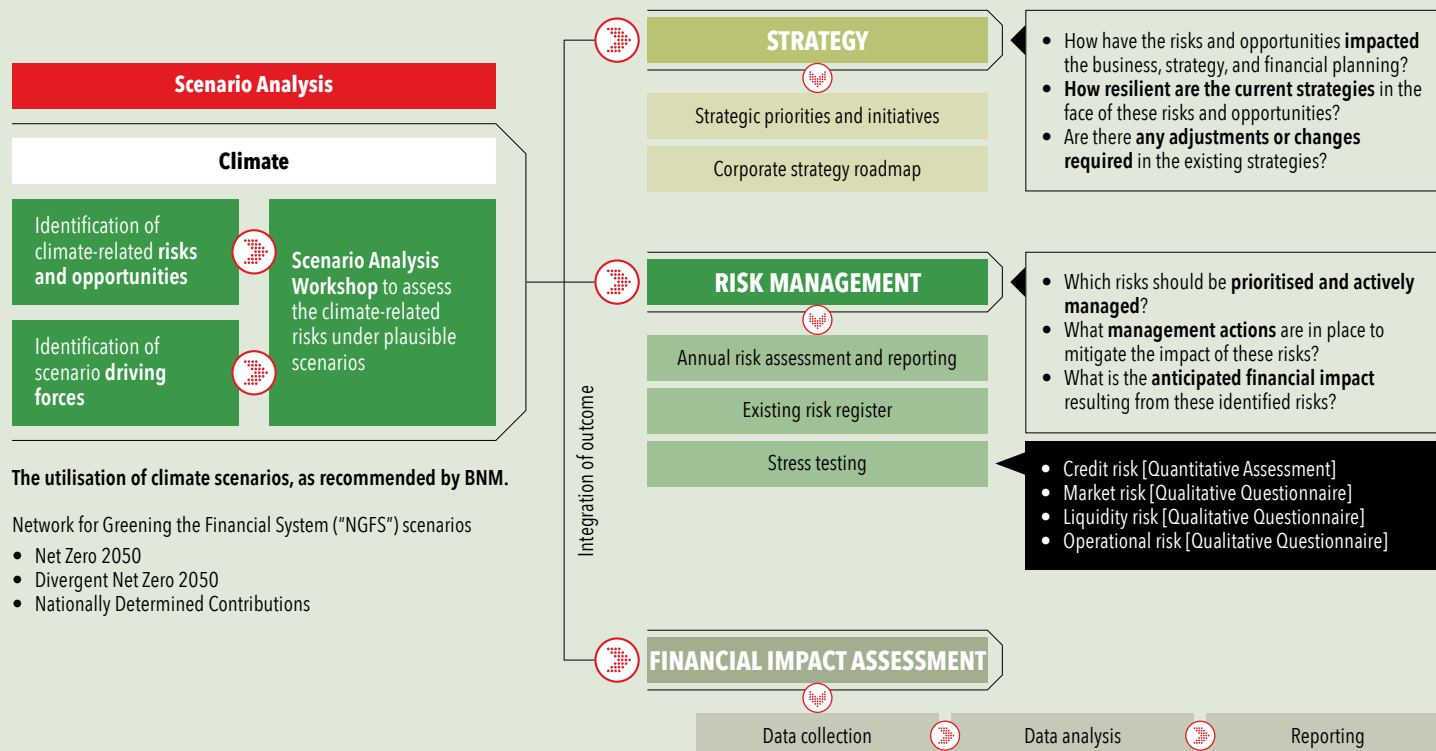 Scenario Analysis
Climate
Identification of
climate-related risks
and opportunities
Identification of
scenario driving
forces
Scenario Analysis
Workshop to assess
the climate-related
risks under plausible
scenarios
The utilisation of climate scenarios, as recommended by BNM.
Network for Greening the Financial System (“NGFS”) scenarios
• Net Zero 2050
• Divergent Net Zero 2050
• Nationally Determined Contributions
Integration of outcome
STRATEGY
Strategic priorities and initiatives
Corporate strategy roadmap
• How have the risks and opportunities impacted
the business, strategy, and financial planning?
• How resilient are the current strategies in the
face of these risks and opportunities?
• Are there any adjustments or changes
required in the existing strategies?
RISK MANAGEMENT
Annual risk assessment and reporting
Existing risk register
Stress testing
• Which risks should be prioritised and actively
managed?
• What management actions are in place to
mitigate the impact of these risks?
• What is the anticipated financial impact
resulting from these identified risks?
• Credit risk [Quantitative Assessment]
• Market risk [Qualitative Questionnaire]
• Liquidity risk [Qualitative Questionnaire]
• Operational risk [Qualitative Questionnaire]
FINANCIAL IMPACT ASSESSMENT
Data collection
Data analysis
Reporting